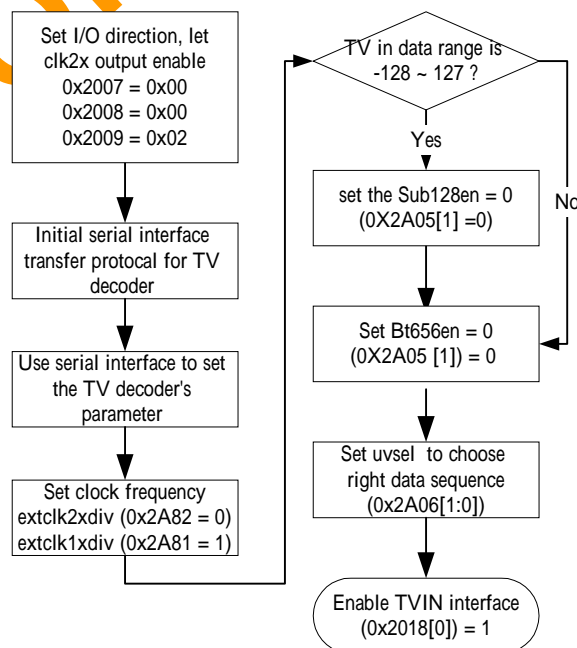 Set I/O direction, let
clk2x output enable
0x2007 = 0x00
0x2008 = 0x00
0x2009 = 0x02
Initial serial interface
transfer protocal for TV
decoder
Use serial interface to set
the TV decoder's
parameter
Set clock frequency
extclk2xdiv (0x2A82 = 0)
extclk1xdiv (0x2A81 = 1)
TV in data range is
-128 ~ 127 ?
Yes
No
set the Sub128en = 0
(0X2A05[1] =0)
Set Bt656en = 0
(0X2A05 [1]) = 0
Set uvsel to choose
right data sequence
(0x2A06[1:0])
Enable TVIN interface
(0x2018[0]) = 1